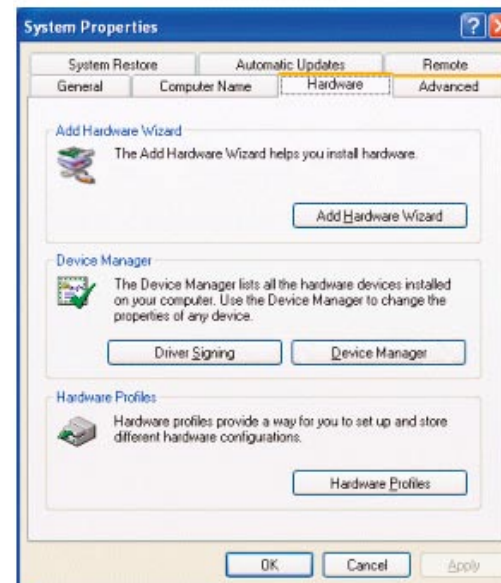 System Properties
System Restore Automatic Updates Remote
General Computer Name Hardware Advanced
Add Hardware Wizard
The Add Hardware Wizard helps you install hardware.
Add Hardware Wizard
Device Manager
The Device Manager lists all the hardware devices installed
on your computer. Use the Device Manager to change the
properties of any device.
Driver Signing Device Manager
Hardware Profiles
Hardware profiles provide a way for you to set up and store
different hardware configurations.
Hardware Profiles
OK Cancel Apply